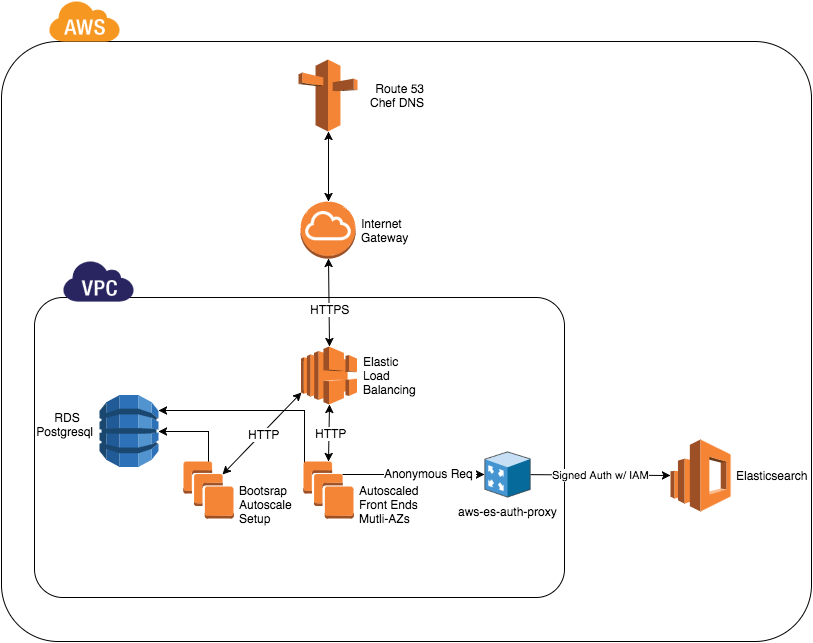 AWS
Route 53
Chef DNS
Internet
Gateway
VPC
HTTPS
Elastic
Load
Balancing
RDS
Postgresql
HTTP
HTTP
Anonymous Req
Signed Auth w/ IAM
Elasticsearch
Bootsrap
Autoscale
Setup
Autoscaled
Front Ends
Mutli-AZs
aws-es-auth-proxy